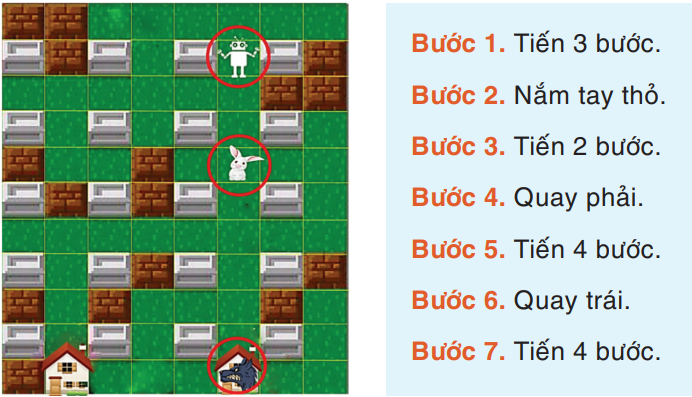 Bước 1. Tiến 3 bước.
Bước 2. Nắm tay thỏ.
Bước 3. Tiến 2 bước.
Bước 4. Quay phải.
Bước 5. Tiến 4 bước.
Bước 6. Quay trái.
Bước 7. Tiến 4 bước.